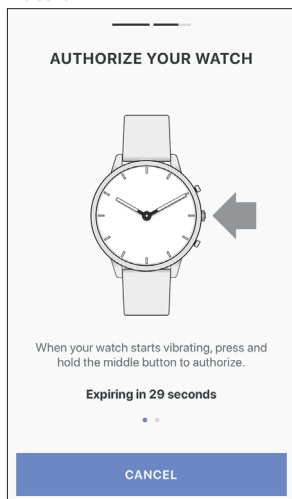 AUTHORIZE YOUR WATCH
When your watch starts vibrating, press and
hold the middle button to authorize.
Expiring in 29 seconds
CANCEL